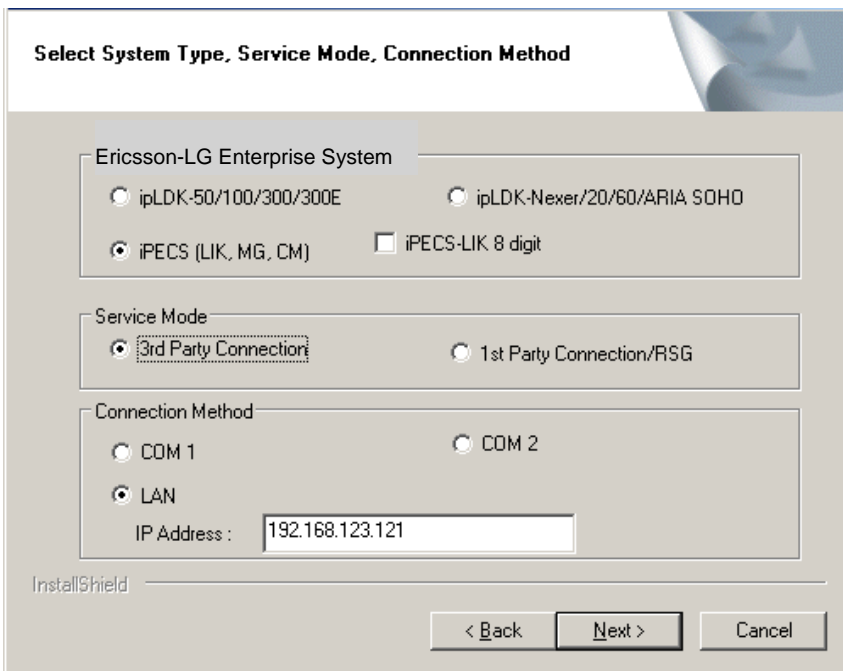 Select System Type, Service Mode, Connection Method
Ericsson-LG Enterprise System
ipLDK-50/100/300/300E
ipLDK-Nexer/20/60/ARIA SOHO
iPECS (LIK, MG, CM)
iPECS-LIK 8 digit
Service Mode
3rd Party Connection
1st Party Connection/RSG
Connection Method
COM 1
COM 2
LAN
IP Address :
192.168.123.121
InstallShield
< Back
Next >
Cancel